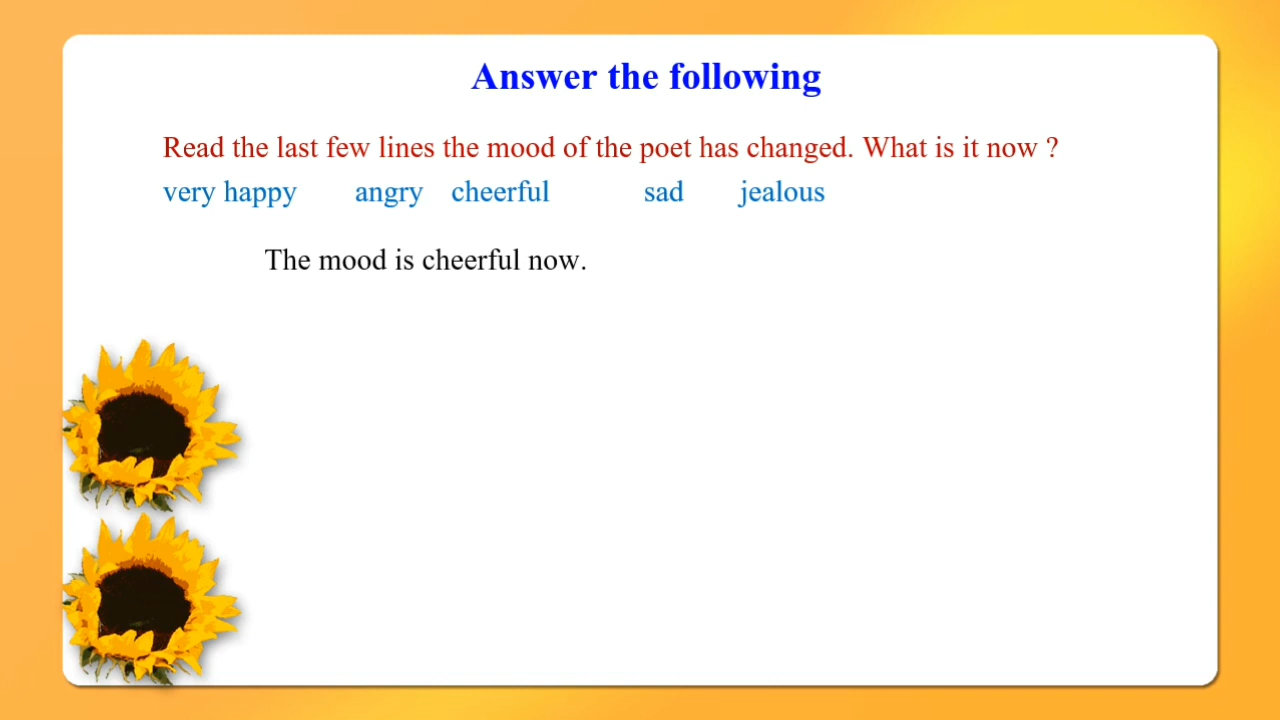 Answer the following
Read the last few lines the mood of the poet has changed. What is it now ?
very happy angry cheerful sad jealous
The mood is cheerful now.